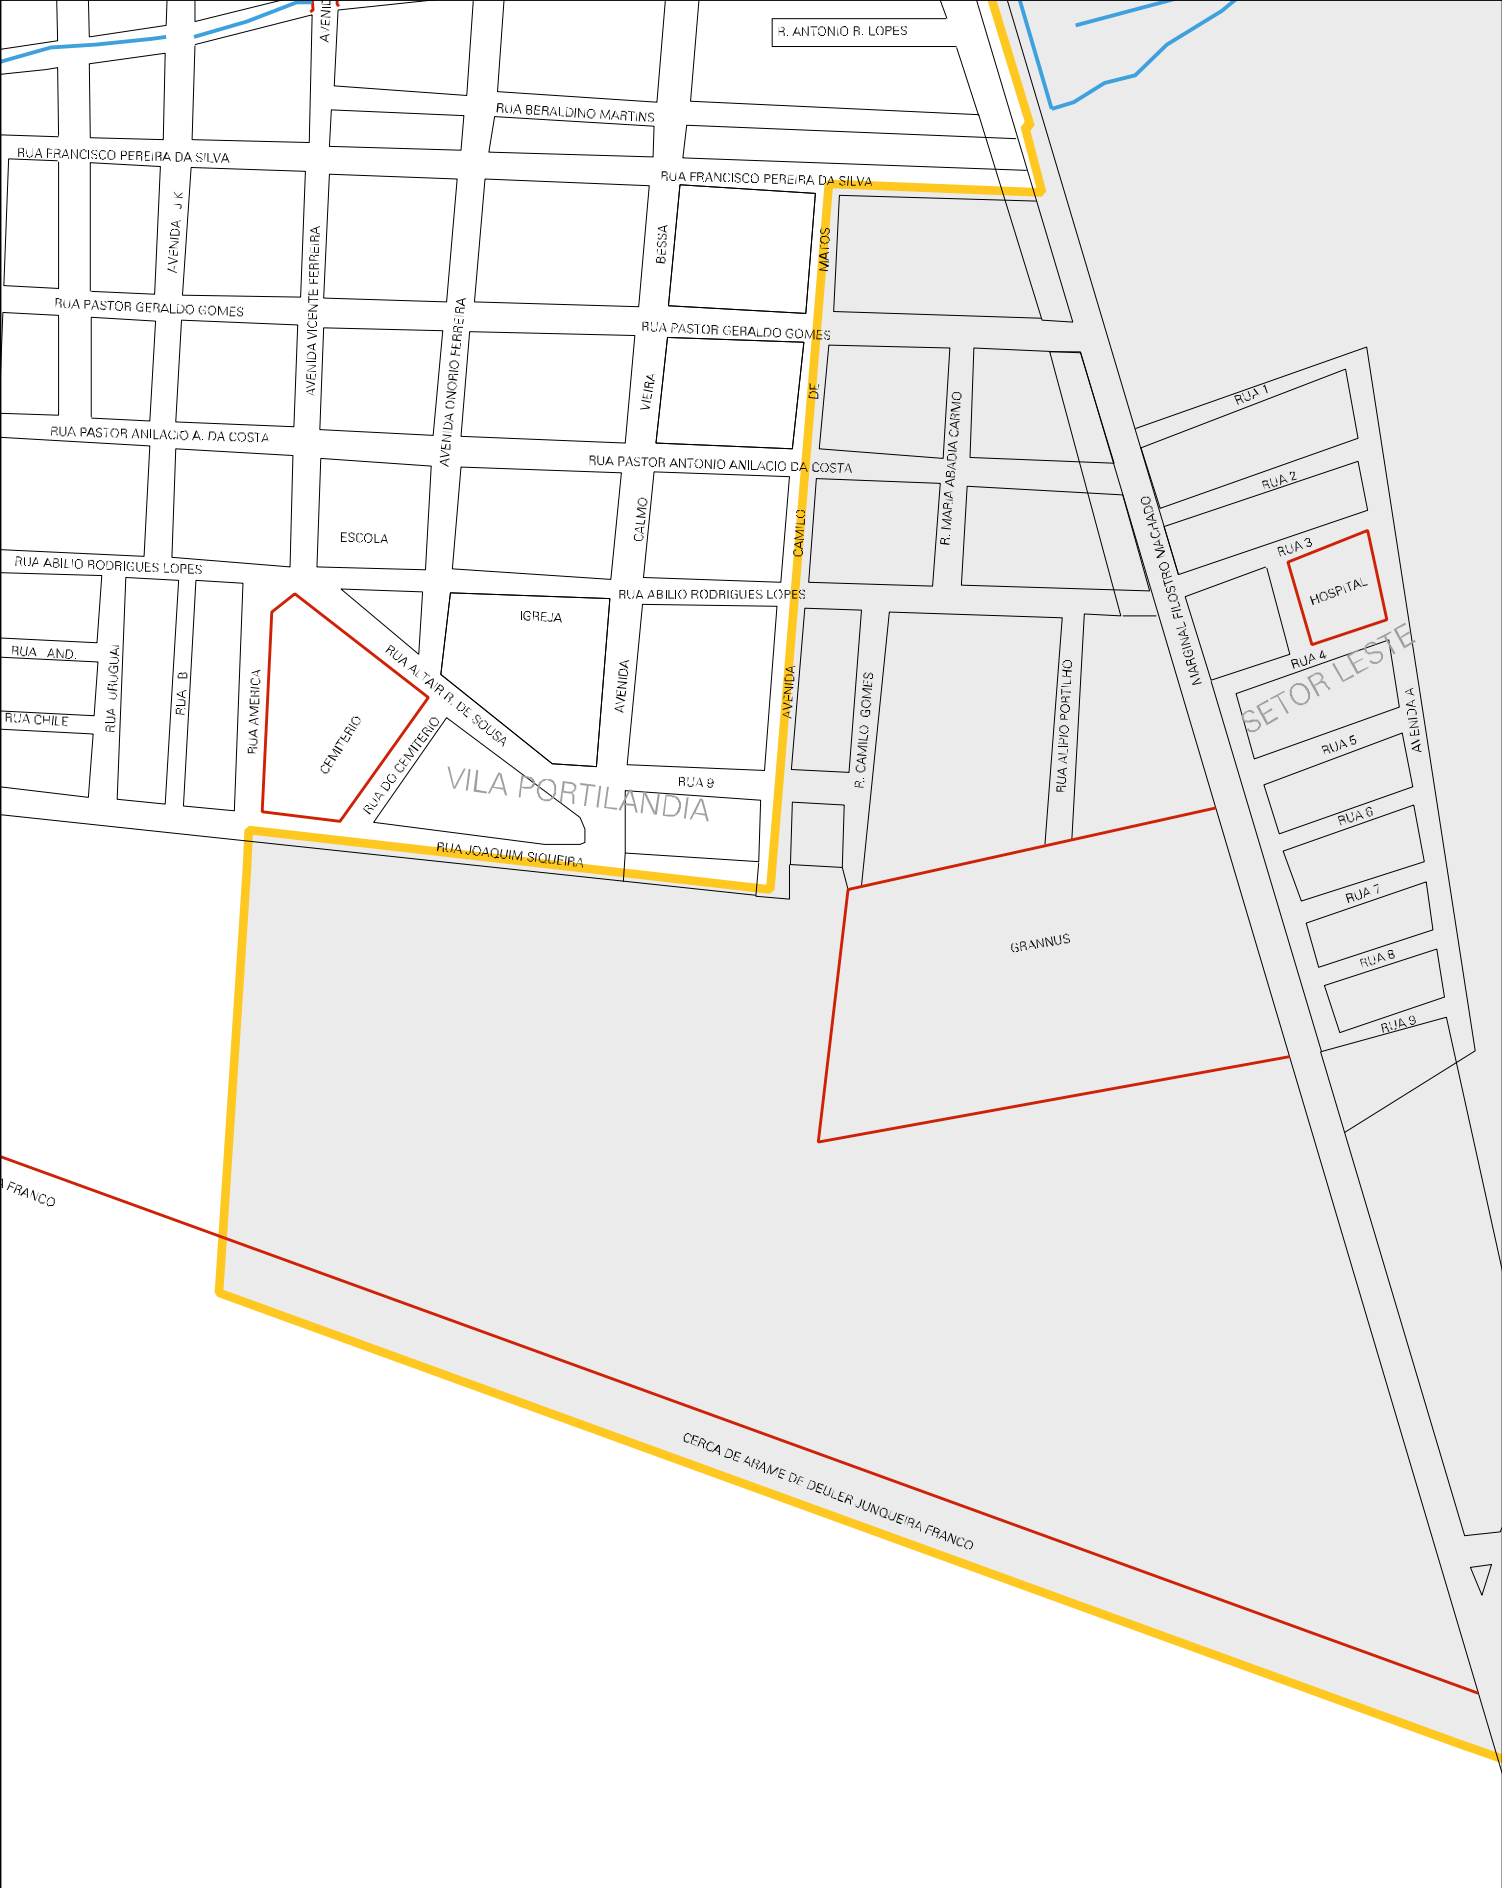 AVENID
R. ANTONIO R. LOPES
RUA BERALDINO MARTINS
RUA FRANCISCO PEREIRA DA SILVA
RUA FRANCISCO PEREIRA DA SILVA
AVENIDA J K
AVENIDA VICENTE FERREIRA
BESSA
MATOS
RUA PASTOR GERALDO GOMES
RUA PASTOR GERALDO GOMES
AVENIDA ONORIO FERREIRA
VIEIRA
DE
R. MARIA ABADIA CARMO
RUA 1
RUA PASTOR ANILACIO A. DA COSTA
RUA PASTOR ANTONIO ANILACIO DA COSTA
RUA 2
CALMO
CAMILO
MARGINAL FILOSTRO MACHADO
ESCOLA
RUA 3
RUA ABILIO RODRIGUES LOPES
RUA ABILIO RODRIGUES LOPES
HOSPITAL
IGREJA
RUA AND.
RUA URUGUAI
RUA B
RUA AMERICA
RUA ALTAIR R. DE SOUSA
AVENIDA
AVENIDA
R. CAMILO GOMES
RUA ALIPIO PORTILHO
RUA 4
SETOR LESTE
AVENIDA A
RUA CHILE
CEMITERIO
RUA DO CEMITERIO
RUA 5
VILA PORTILANDIA
RUA 9
RUA 6
RUA JOAQUIM SIQUEIRA
RUA 7
GRANNUS
RUA 8
RUA 9
A FRANCO
CERCA DE ARAME DE DEULER JUNQUEIRA FRANCO